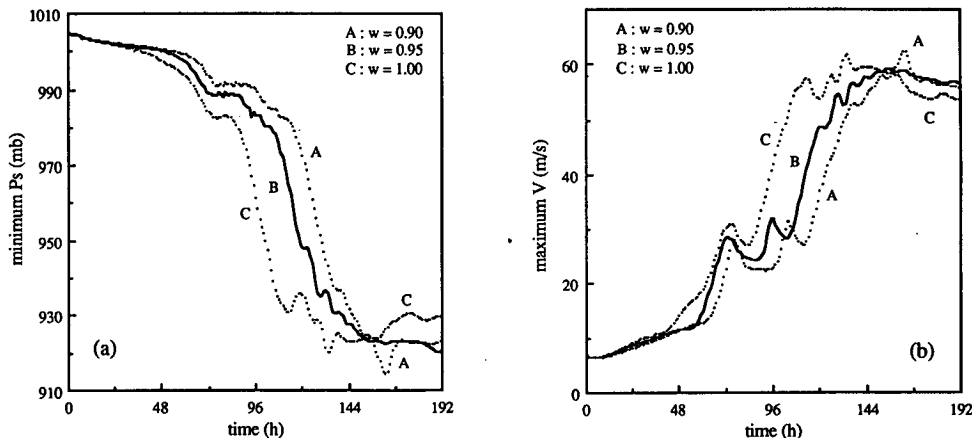 1010
990
970
950
930
910
minimum Ps (mb)
A : w = 0.90
B : w = 0.95
C : w = 1.00
A
B
C
C
A
(a)
0
48
96
144
192
time (h)
60
40
20
0
maximum V (m/s)
A : w = 0.90
B : w = 0.95
C : w = 1.00
A
C
B
A
C
(b)
0
48
96
144
192
time (h)